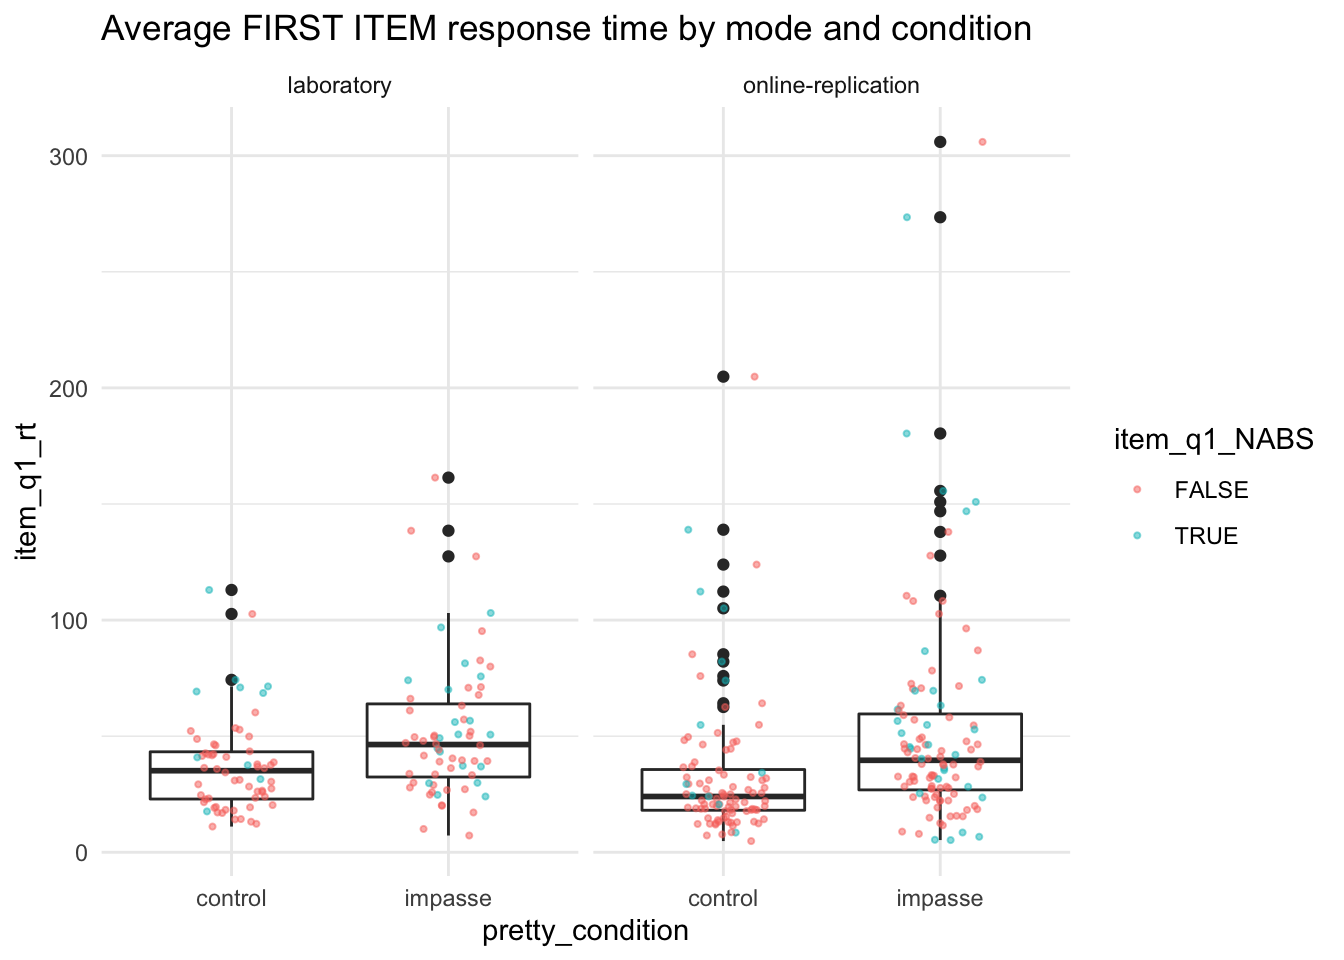 Average FIRST ITEM response time by mode and condition
laboratory
online-replication
300
200
100
0
item_q1_rt
control
impasse
control
impasse
pretty_condition
item_q1_NABS
FALSE
TRUE